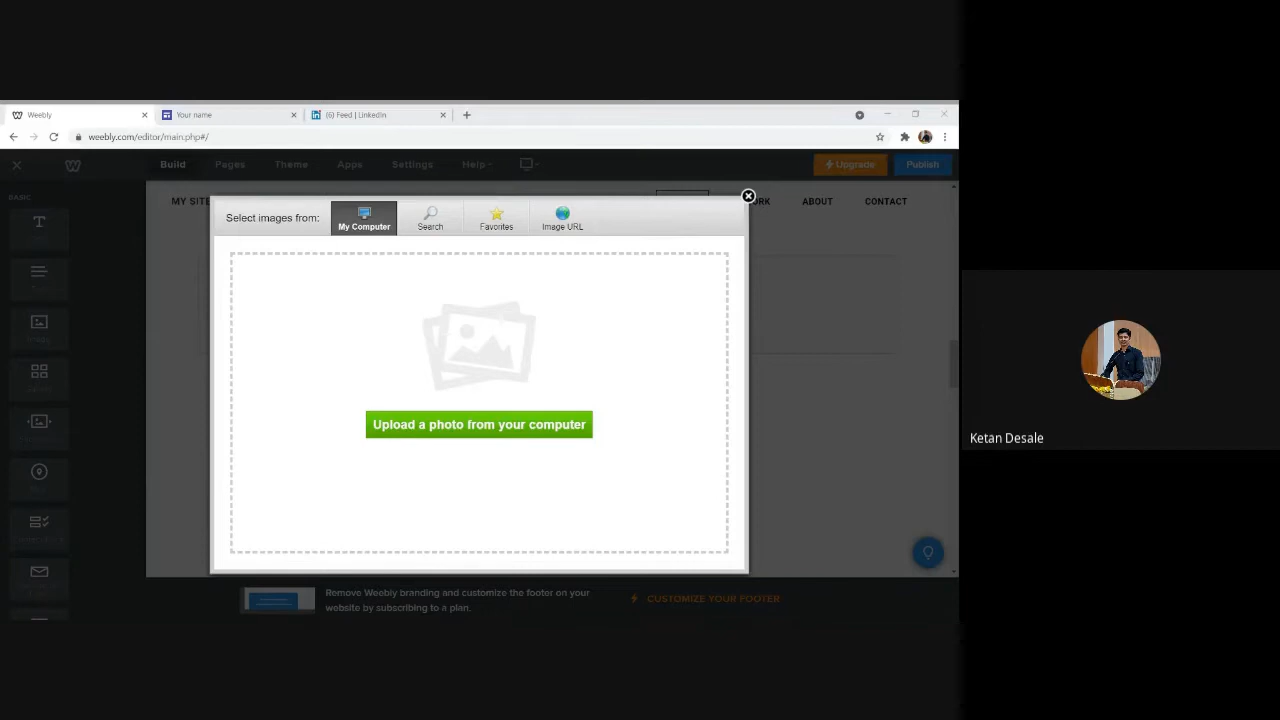 Weebly
Your name
(6) Feed | LinkedIn
weebly.com/editor/main.php#/
Build Pages Theme Apps Settings Help Upgrade Publish
BASIC
MY SITE ORK ABOUT CONTACT
Select images from: My Computer Search Favorites Image URL
Upload a photo from your computer
Ketan Desale
Remove Weebly branding and customize the footer on your
website by subscribing to a plan.
CUSTOMIZE YOUR FOOTER